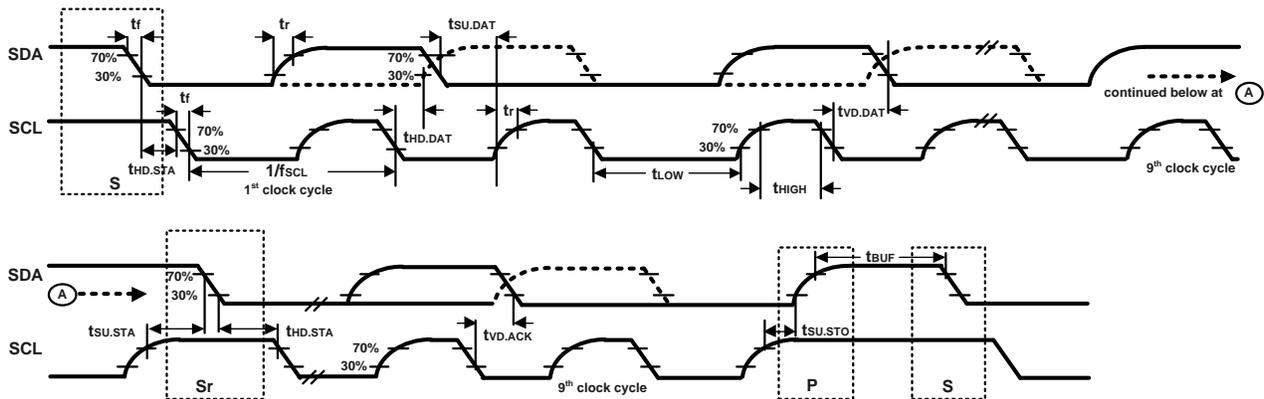 tf
tr
tSU.DAT
SDA
70%
30%
70%
30%
continued below at A
tf
tHD.DAT
tr
tVD.DAT
SCL
70%
30%
70%
30%
tHD.STA
S
1/fSCL
1st clock cycle
tLOW
tHIGH
9th clock cycle
SDA
70%
30%
A
tBUF
tSU.STA
tHD.STA
tVD.ACK
tSU.STO
SCL
70%
30%
Sr
9th clock cycle
P
S